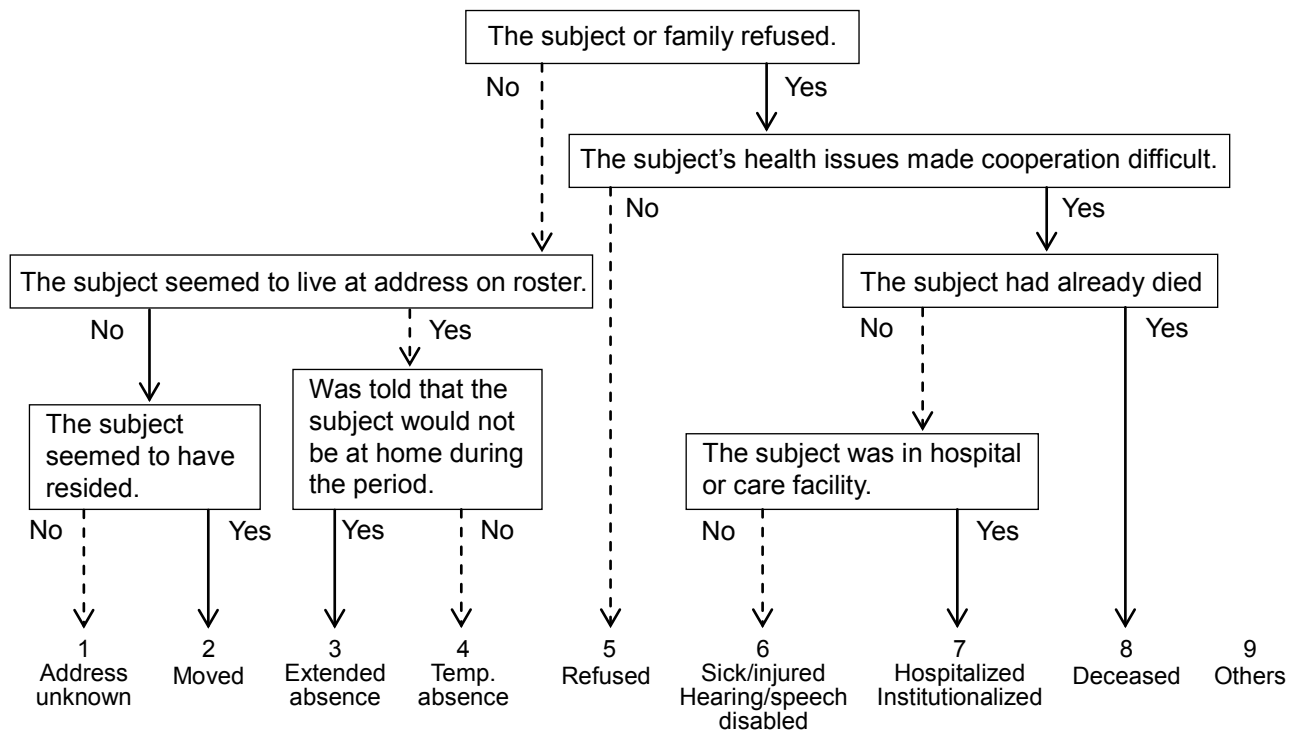 The subject or family refused.
No
Yes
The subject's health issues made cooperation difficult.
No
Yes
The subject seemed to live at address on roster.
The subject had already died
No
Yes
No
Yes
Was told that the
subject would not
be at home during
the period.
The subject
seemed to have
resided.
The subject was in hospital
or care facility.
No
Yes
Yes
No
No
Yes
1
Address
unknown
2
Moved
3
Extended
absence
4
Temp.
absence
5
Refused
6
Sick/injured
Hearing/speech
disabled
7
Hospitalized
Institutionalized
8
Deceased
9
Others